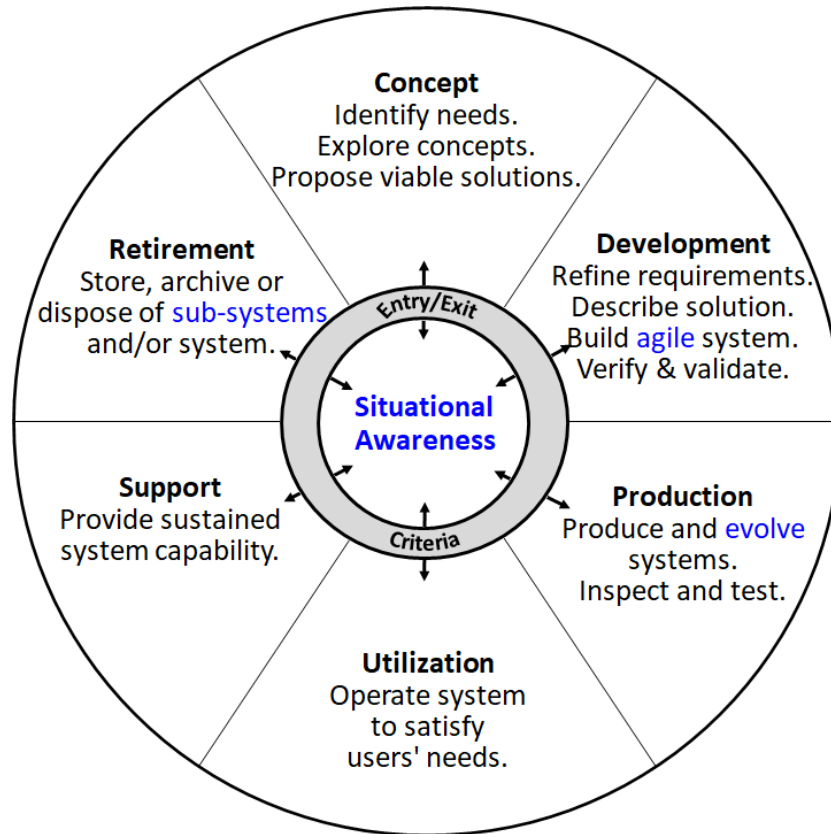 Concept
Identify needs.
Explore concepts.
Propose viable solutions.
Development
Refine requirements.
Describe solution.
Build agile system.
Verify & validate.
Production
Produce and evolve
systems.
Inspect and test.
Utilization
Operate system
to satisfy
users' needs.
Support
Provide sustained
system capability.
Retirement
Store, archive or
dispose of sub-systems
and/or system.
Entry/Exit
Situational
Awareness
Criteria